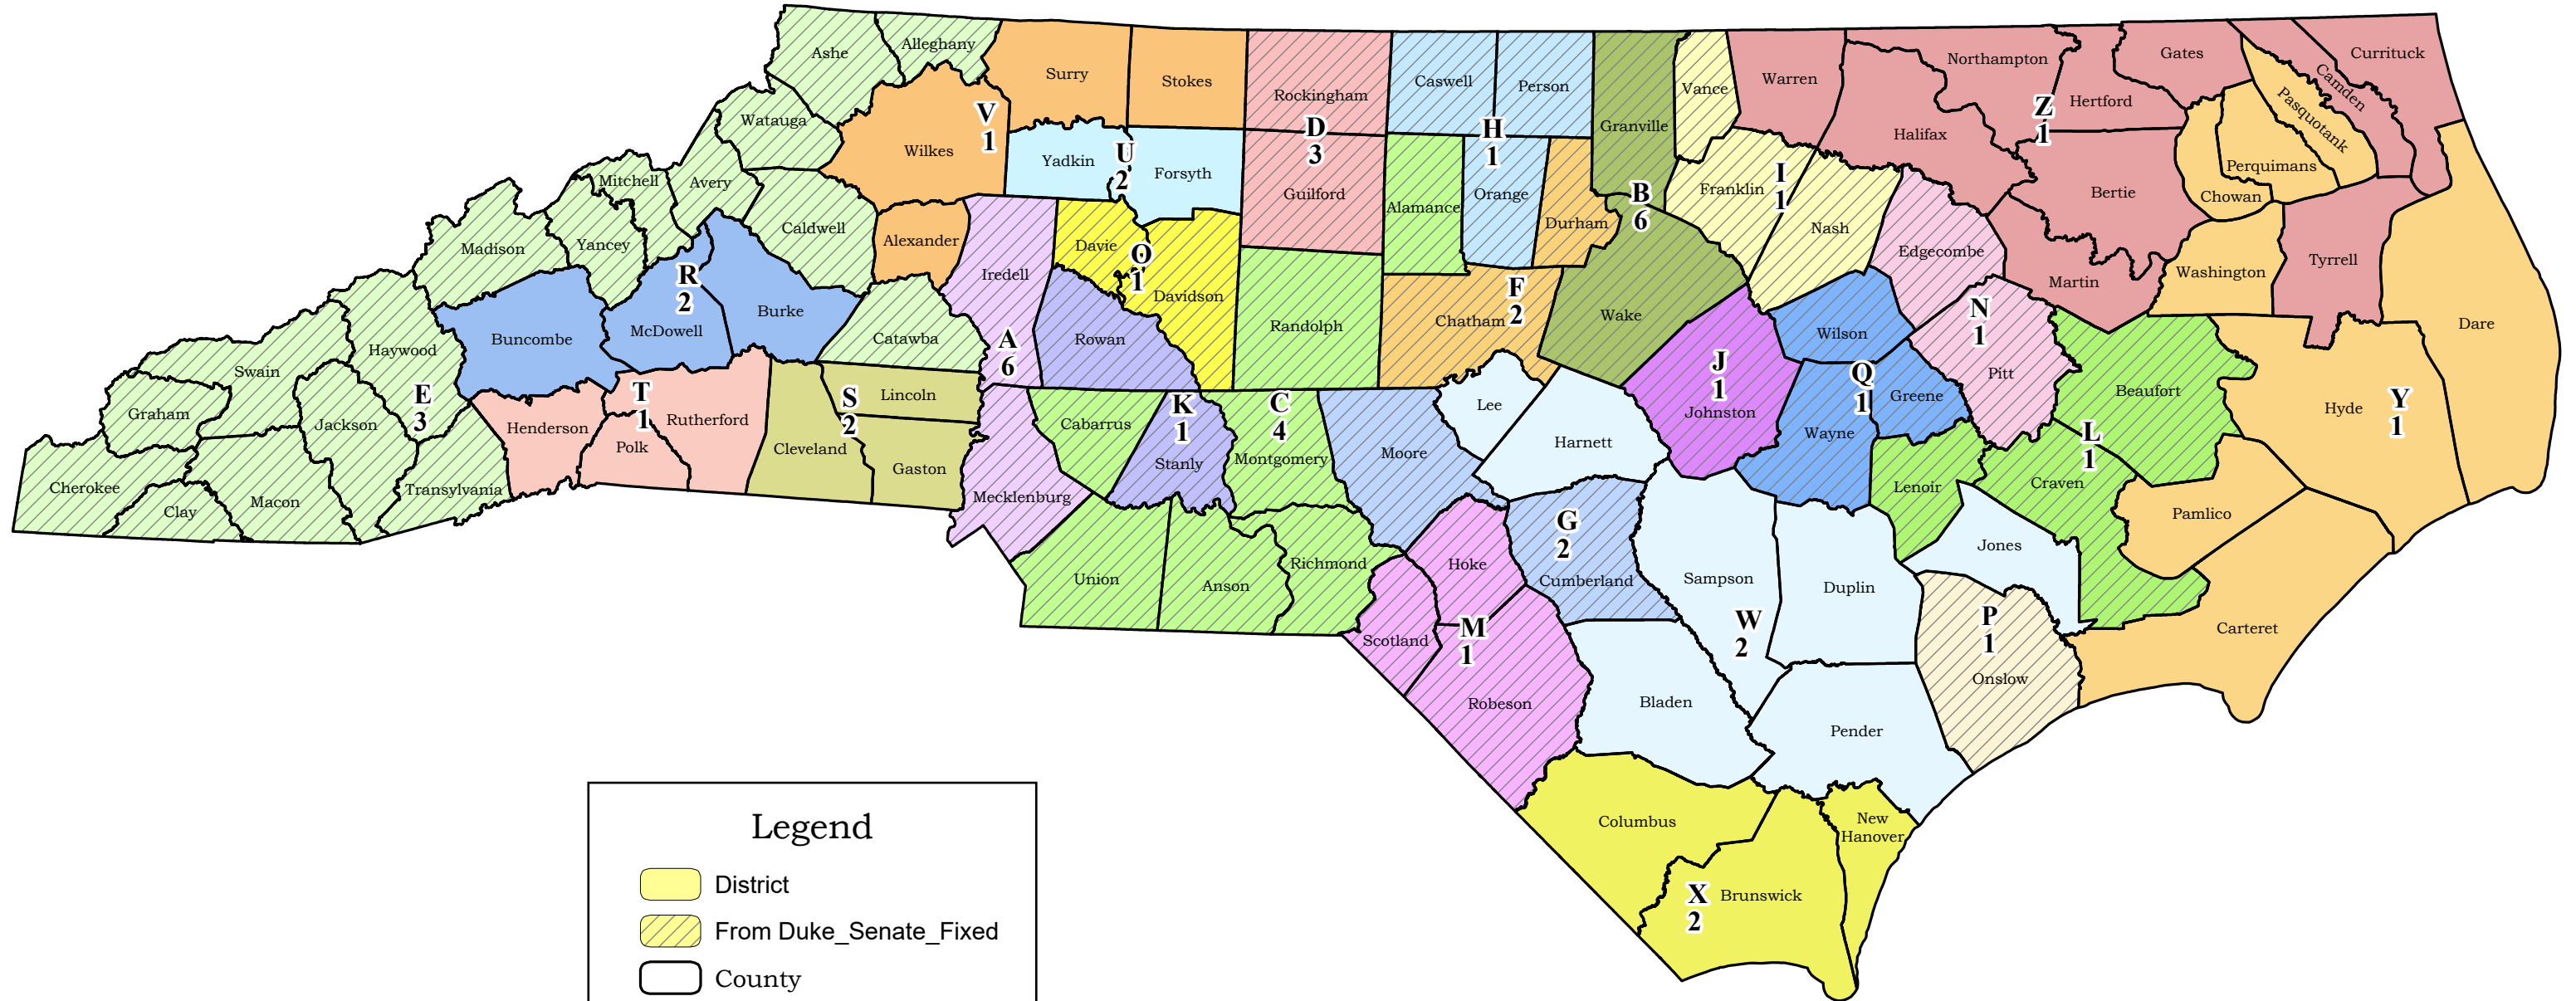 Ashe
Alleghany
Surry
Stokes
Rockingham
Caswell
Person
Granville
Vance
Warren
Northampton
Gates
Currituck
Camden
Pasquotank
Hertford
Halifax
Z
1
Watauga
Wilkes
V
1
Yadkin
U
2
Forsyth
D
3
Guilford
H
1
Orange
Alamance
Durham
B
6
Franklin
I
1
Nash
Perquimans
Chowan
Bertie
Mitchell
Avery
Caldwell
Alexander
Madison
Yancey
Iredell
Davie
O
1
Davidson
Edgecombe
Martin
Washington
Tyrrell
Dare
R
2
Buncombe
McDowell
Burke
Catawba
A
6
Rowan
Randolph
Chatham
F
2
Wake
Wilson
N
1
Pitt
Swain
Haywood
Graham
Jackson
E
3
T
1
Henderson
Polk
Rutherford
S
2
Lincoln
Cleveland
Gaston
Cabarrus
K
1
Stanly
C
4
Montgomery
Moore
Lee
Harnett
J
1
Johnston
Q
1
Greene
Wayne
Beaufort
Hyde
Y
1
L
1
Craven
Lenoir
Pamlico
Cherokee
Clay
Macon
Transylvania
Mecklenburg
Union
Anson
Richmond
Hoke
G
2
Cumberland
Sampson
W
2
Duplin
Jones
P
1
Onslow
Carteret
Scotland
M
1
Robeson
Bladen
Pender
Columbus
New
Hanover
X
2
Brunswick
Legend
District
From Duke_Senate_Fixed
County